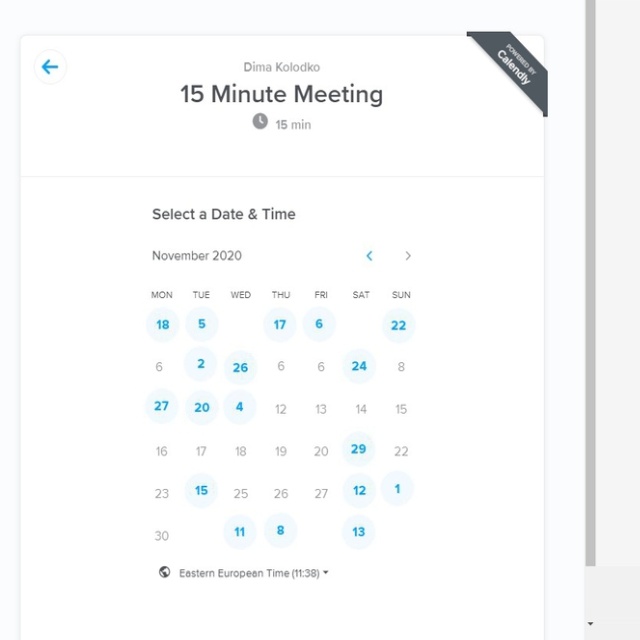 POWERED BY
Calendly
Dima Kolodko
15 Minute Meeting
15 min
Select a Date & Time
November 2020
MON TUE WED THU FRI SAT SUN
18 5 17 6 22
6 2 26 6 6 24 8
27 20 4 12 13 14 15
16 17 18 19 20 29 22
23 15 25 26 27 12 1
30 11 8 13
Eastern European Time (11:38)